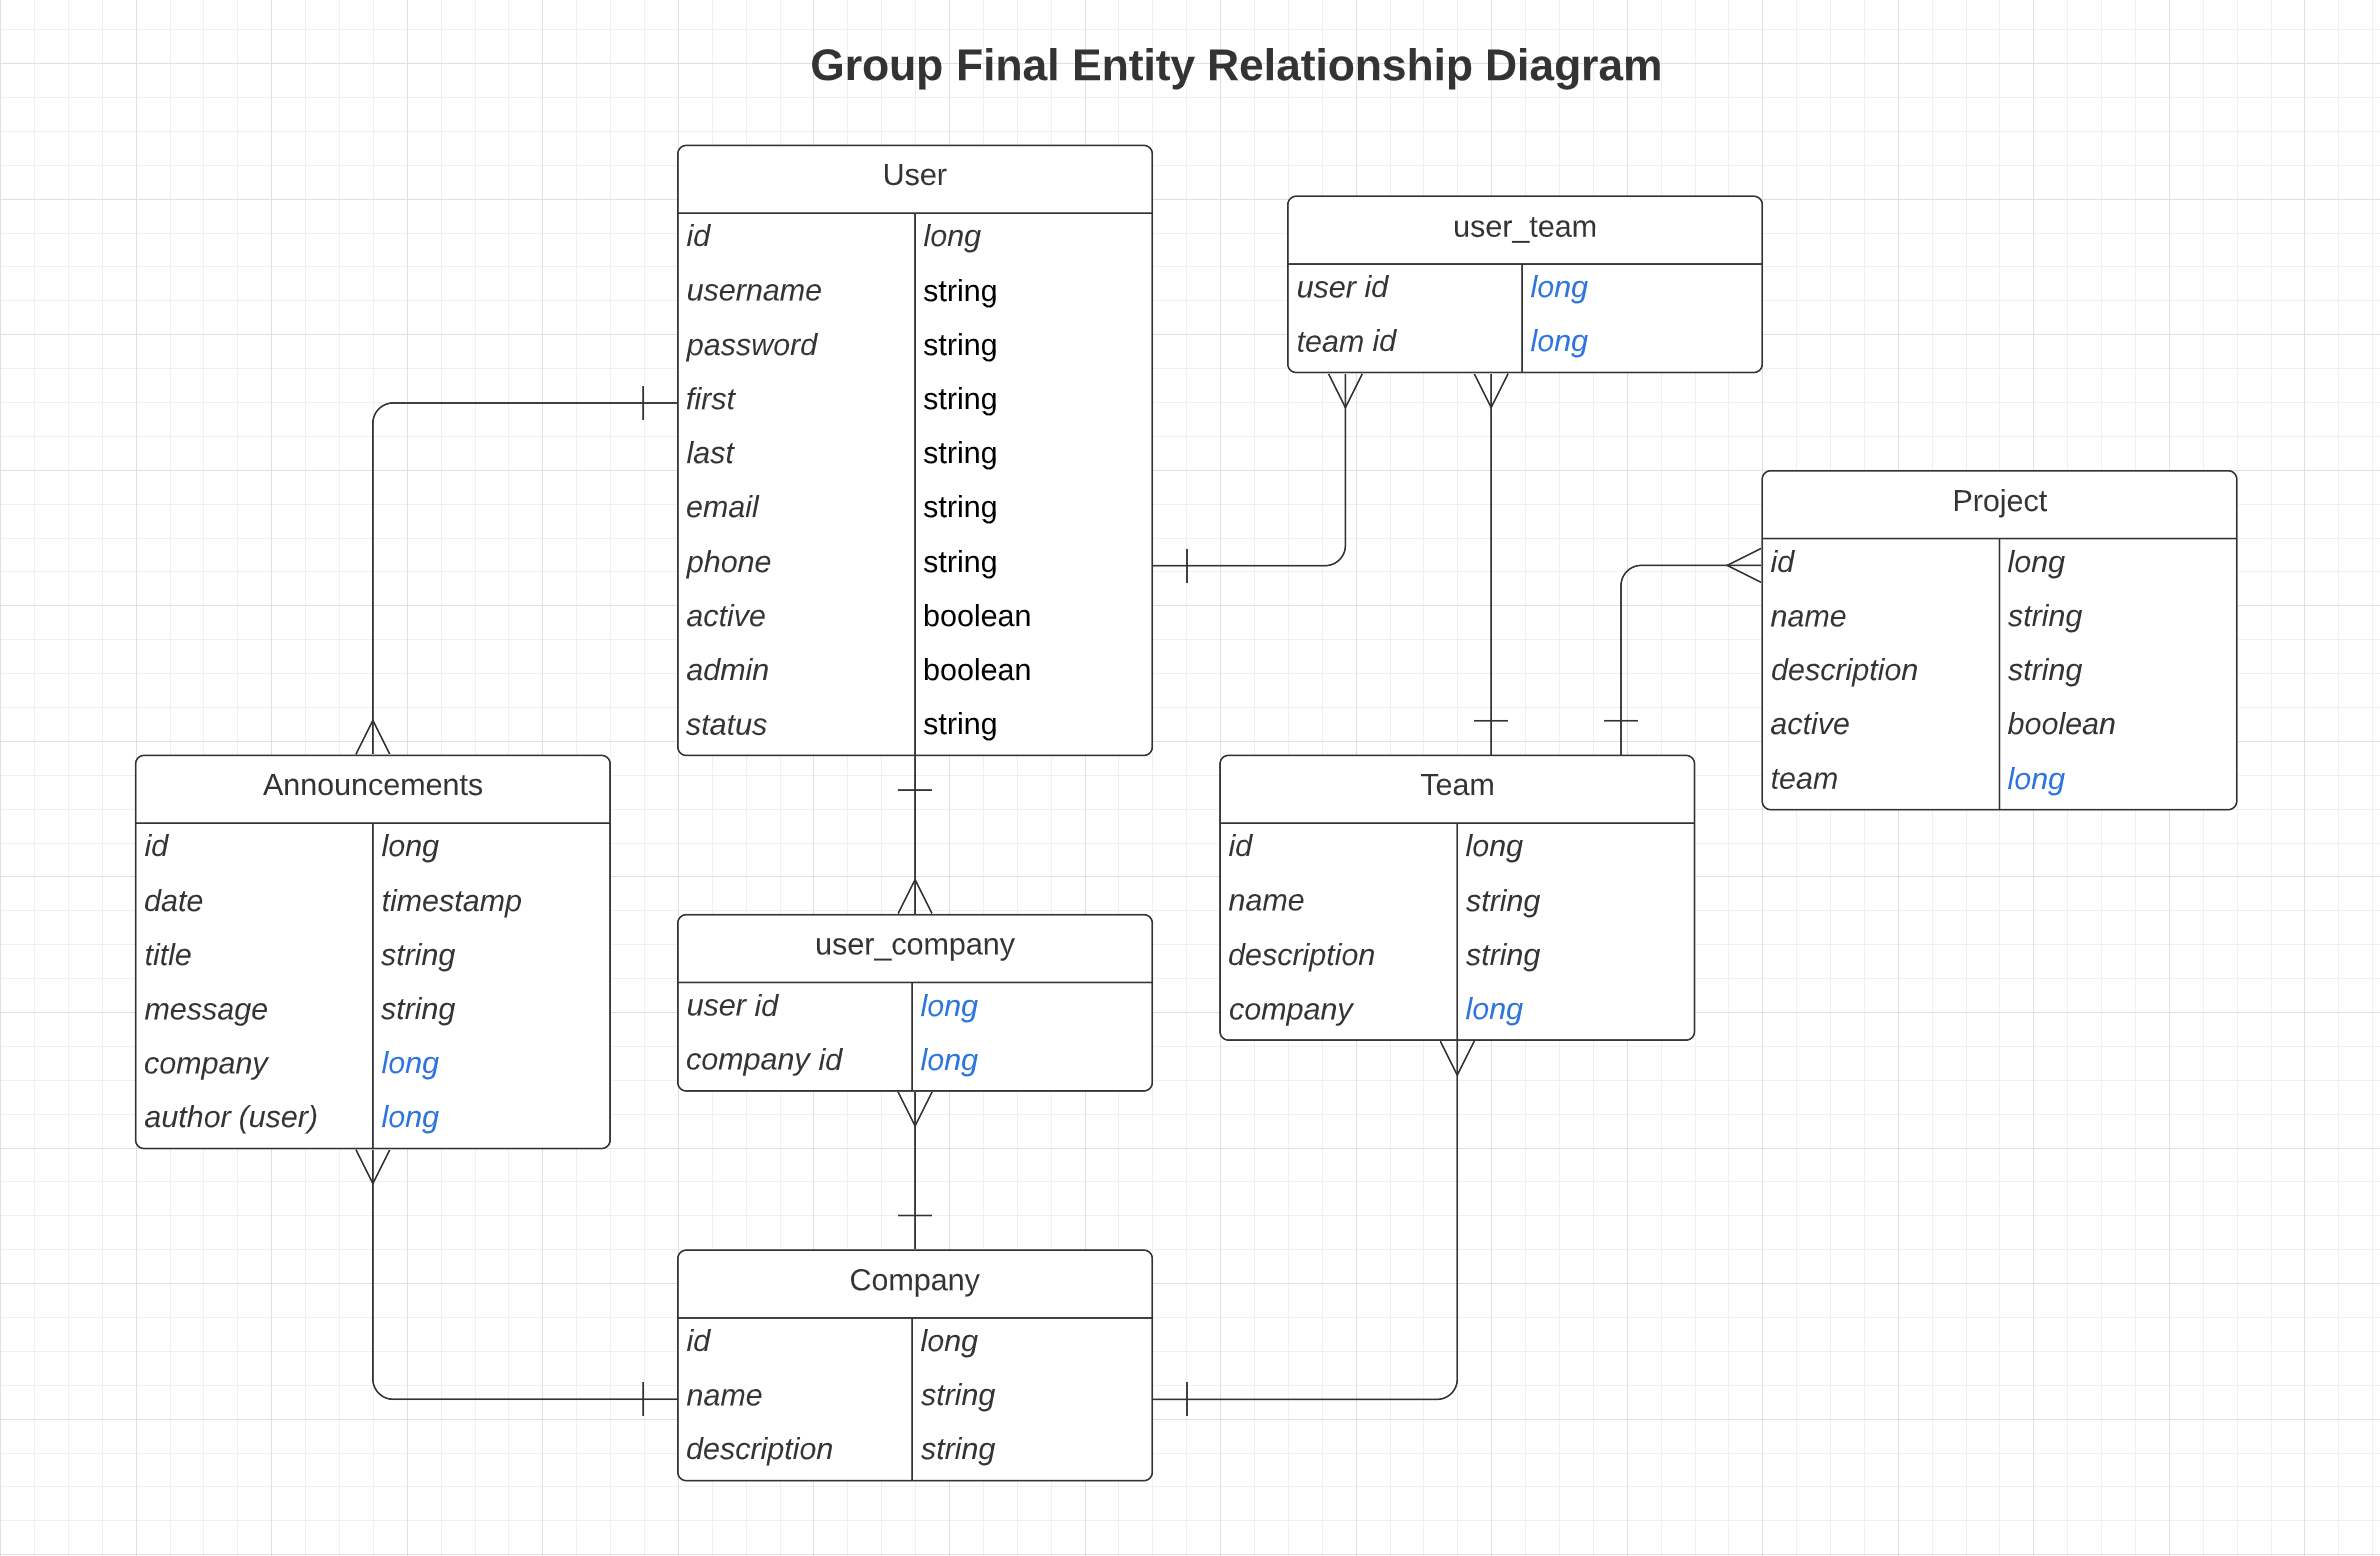 Group Final Entity Relationship Diagram
User
id long
username string
password string
first string
last string
email string
phone string
active boolean
admin boolean
status string
user_team
user id long
team id long
Project
id long
name string
description string
active boolean
team long
Announcements
id long
date timestamp
title string
message string
company long
author (user) long
user_company
user id long
company id long
Team
id long
name string
description string
company long
Company
id long
name string
description string